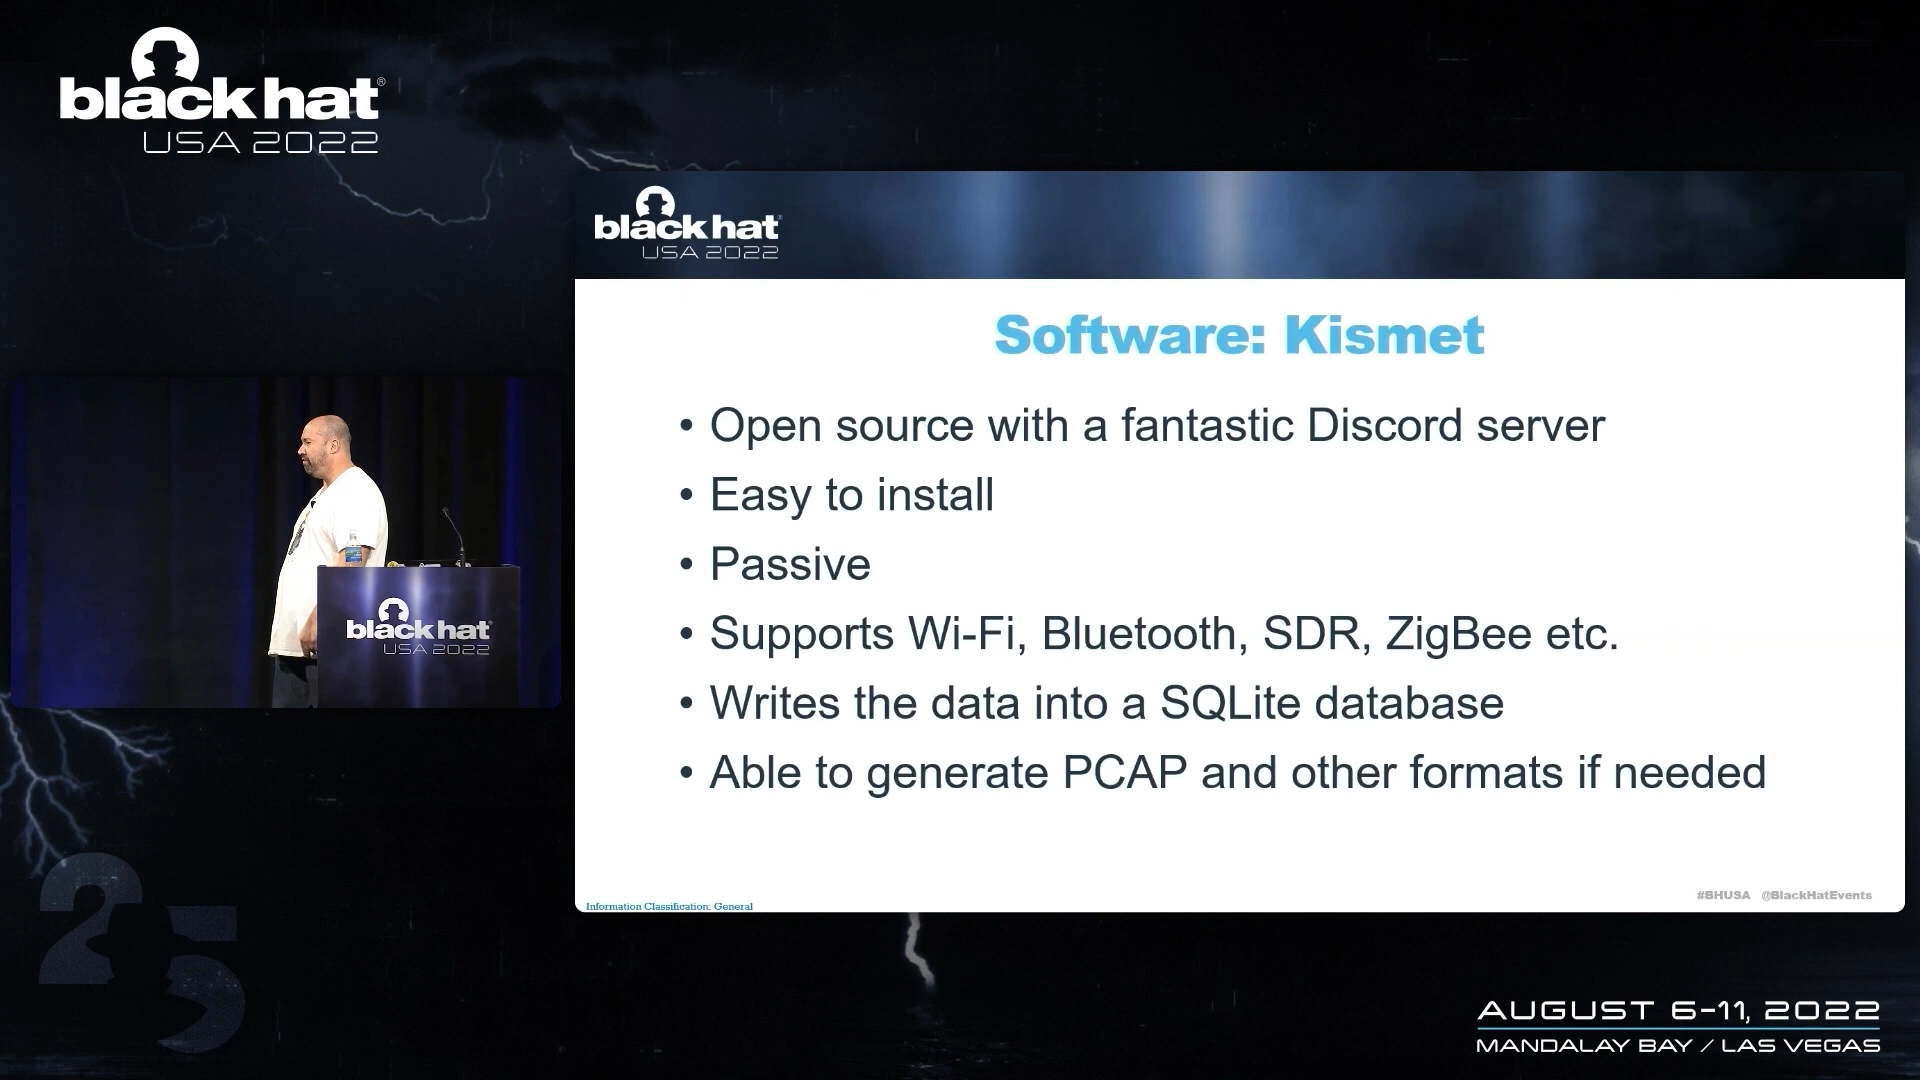 black hat®
USA 2022
black hat
USA 2022
Software: Kismet
• Open source with a fantastic Discord server
• Easy to install
• Passive
• Supports Wi-Fi, Bluetooth, SDR, ZigBee etc.
• Writes the data into a SQLite database
• Able to generate PCAP and other formats if needed
#BHUSA @BlackHatEvents
Information Classification: General
black hat
USA 2022
25
AUGUST 6-11, 2022
MANDALAY BAY / LAS VEGAS